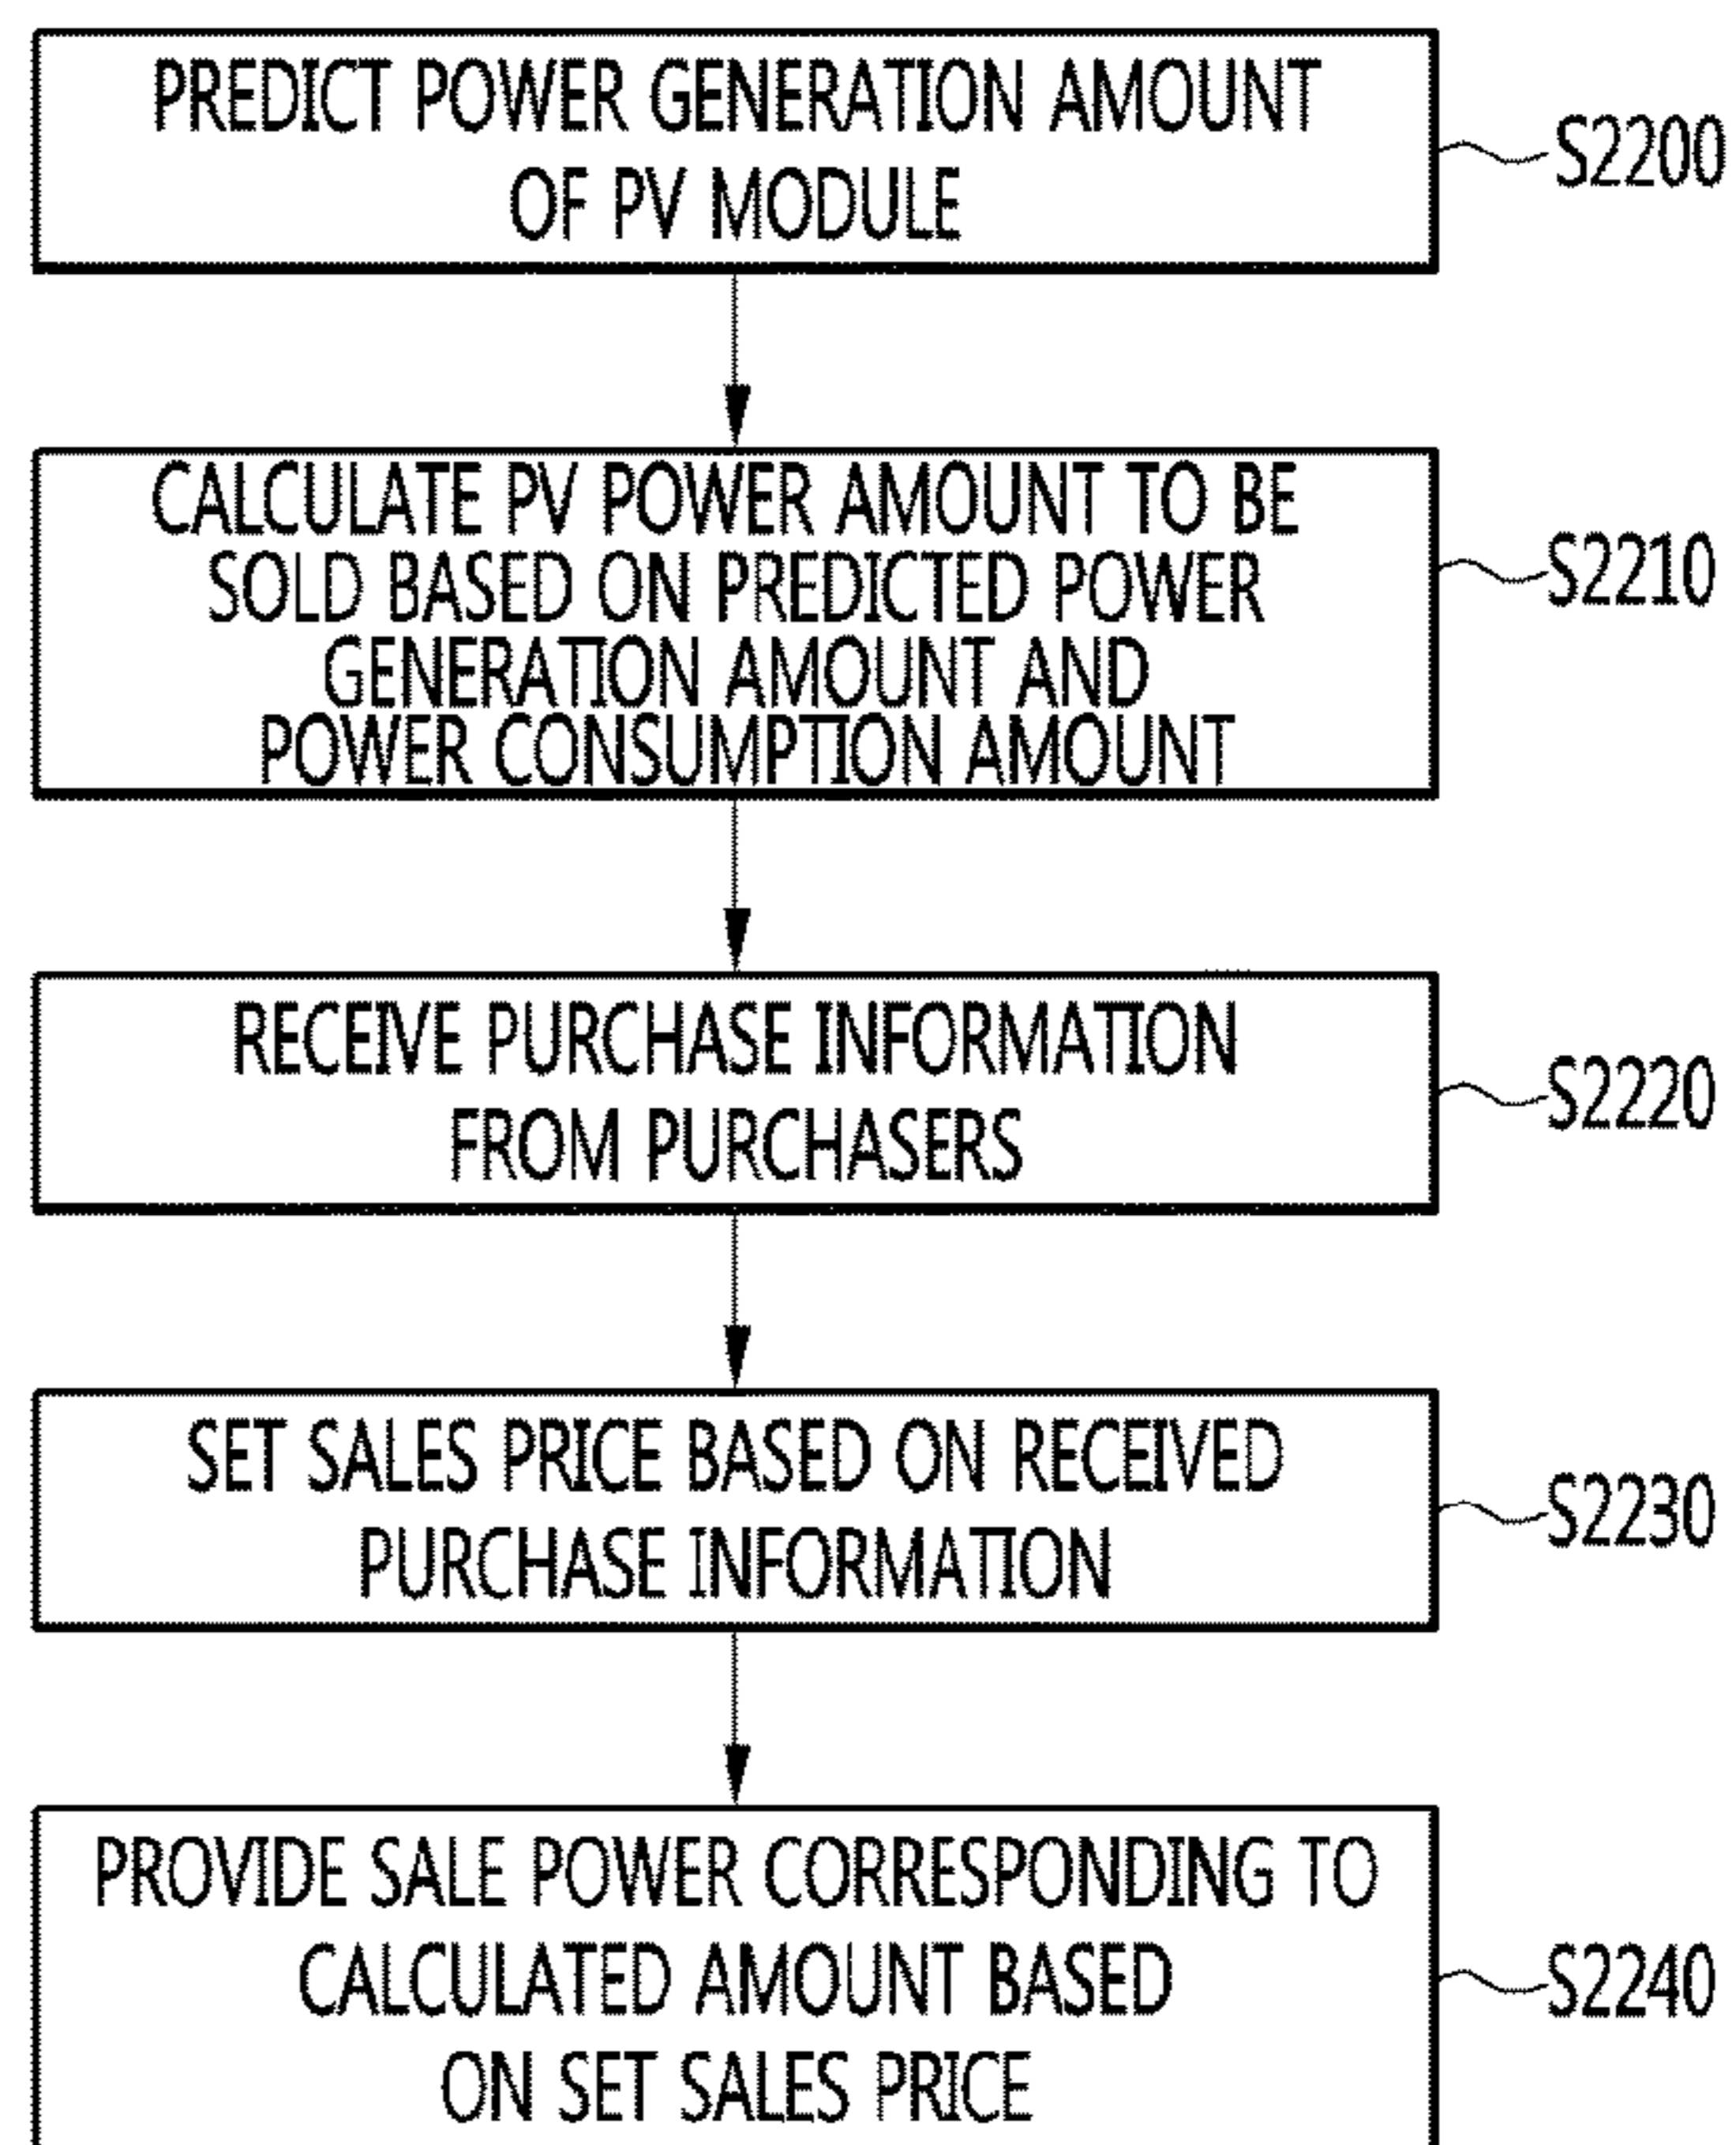 PREDICT POWER GENERATION AMOUNT
OF PV MODULE
S2200
CALCULATE PV POWER AMOUNT TO BE
SOLD BASED ON PREDICTED POWER
GENERATION AMOUNT AND
POWER CONSUMPTION AMOUNT
S2210
RECEIVE PURCHASE INFORMATION
FROM PURCHASERS
S2220
SET SALES PRICE BASED ON RECEIVED
PURCHASE INFORMATION
S2230
PROVIDE SALE POWER CORRESPONDING TO
CALCULATED AMOUNT BASED
ON SET SALES PRICE
S2240